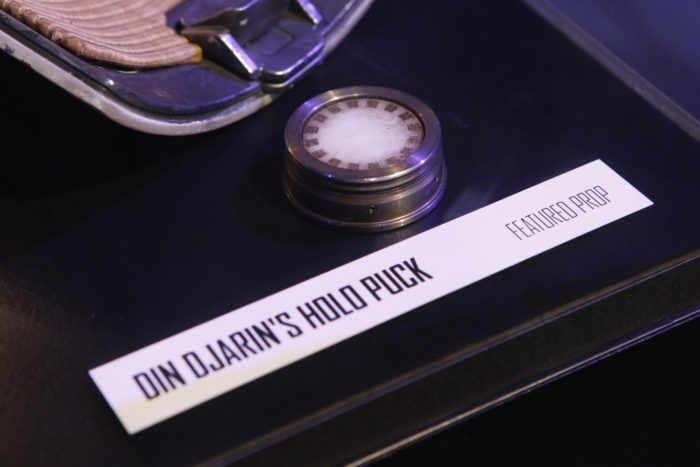 DIN DJARIN'S HOLO PUCK
FEATURED PROP